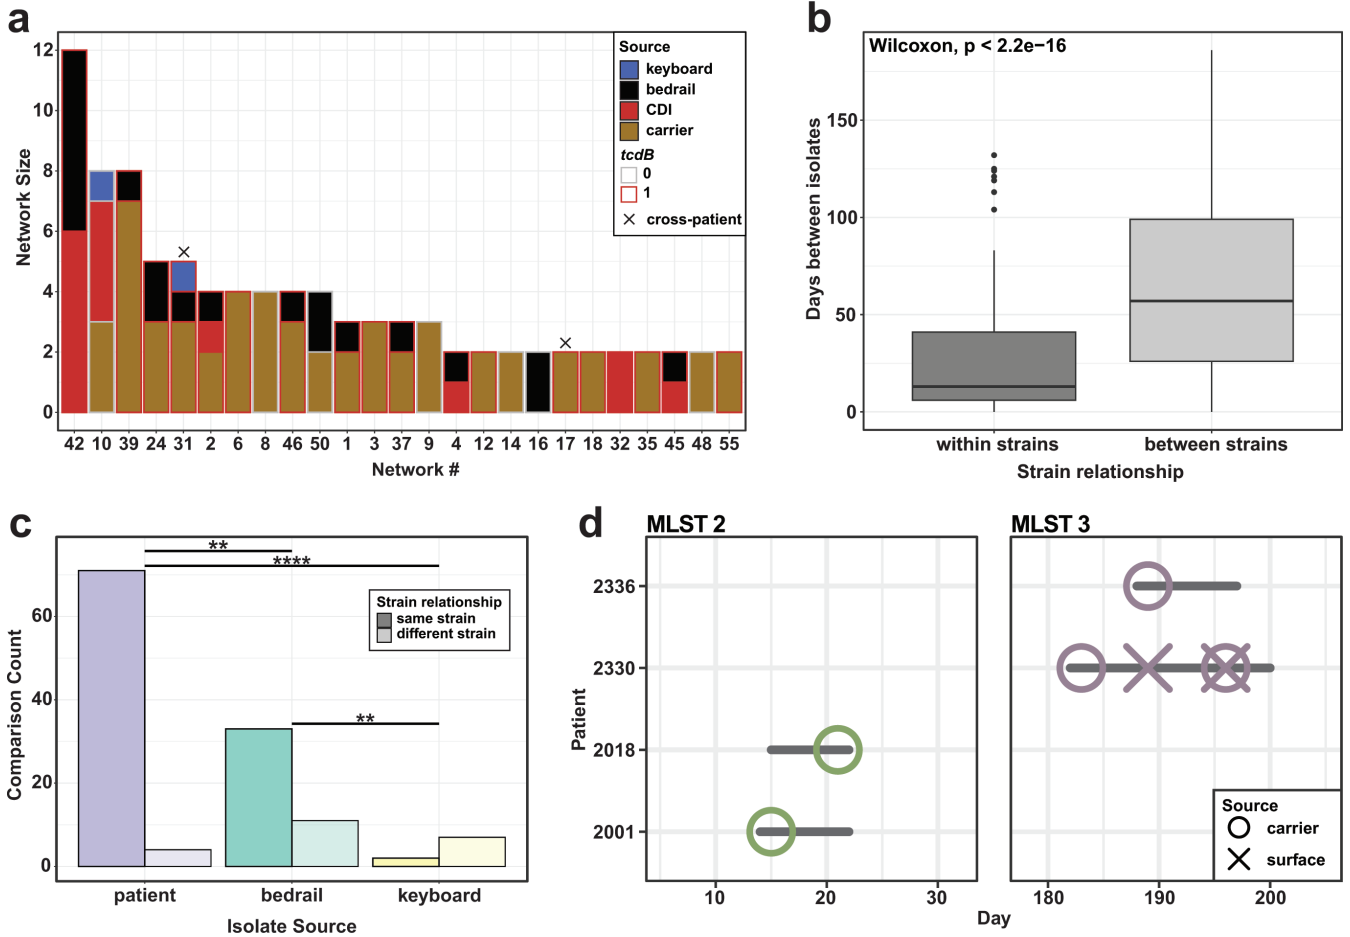 a
12
10
8
6
4
2
0
Network Size
42 10 39 24 31 2 6 8 46 50 1 3 37 9 4 12 14 16 17 18 32 35 45 48 55
Network #
Source
keyboard
bedrail
CDI
carrier
tcdB
0
1
cross-patient
b
Wilcoxon, p < 2.2e−16
150
100
50
0
Days between isolates
within strains between strains
Strain relationship
c
**
****
**
Strain relationship
same strain
different strain
60
40
20
0
Comparison Count
patient bedrail keyboard
Isolate Source
d
MLST 2 MLST 3
2336
2330
2018
2001
Patient
Source
carrier
surface
10 20 30 180 190 200
Day